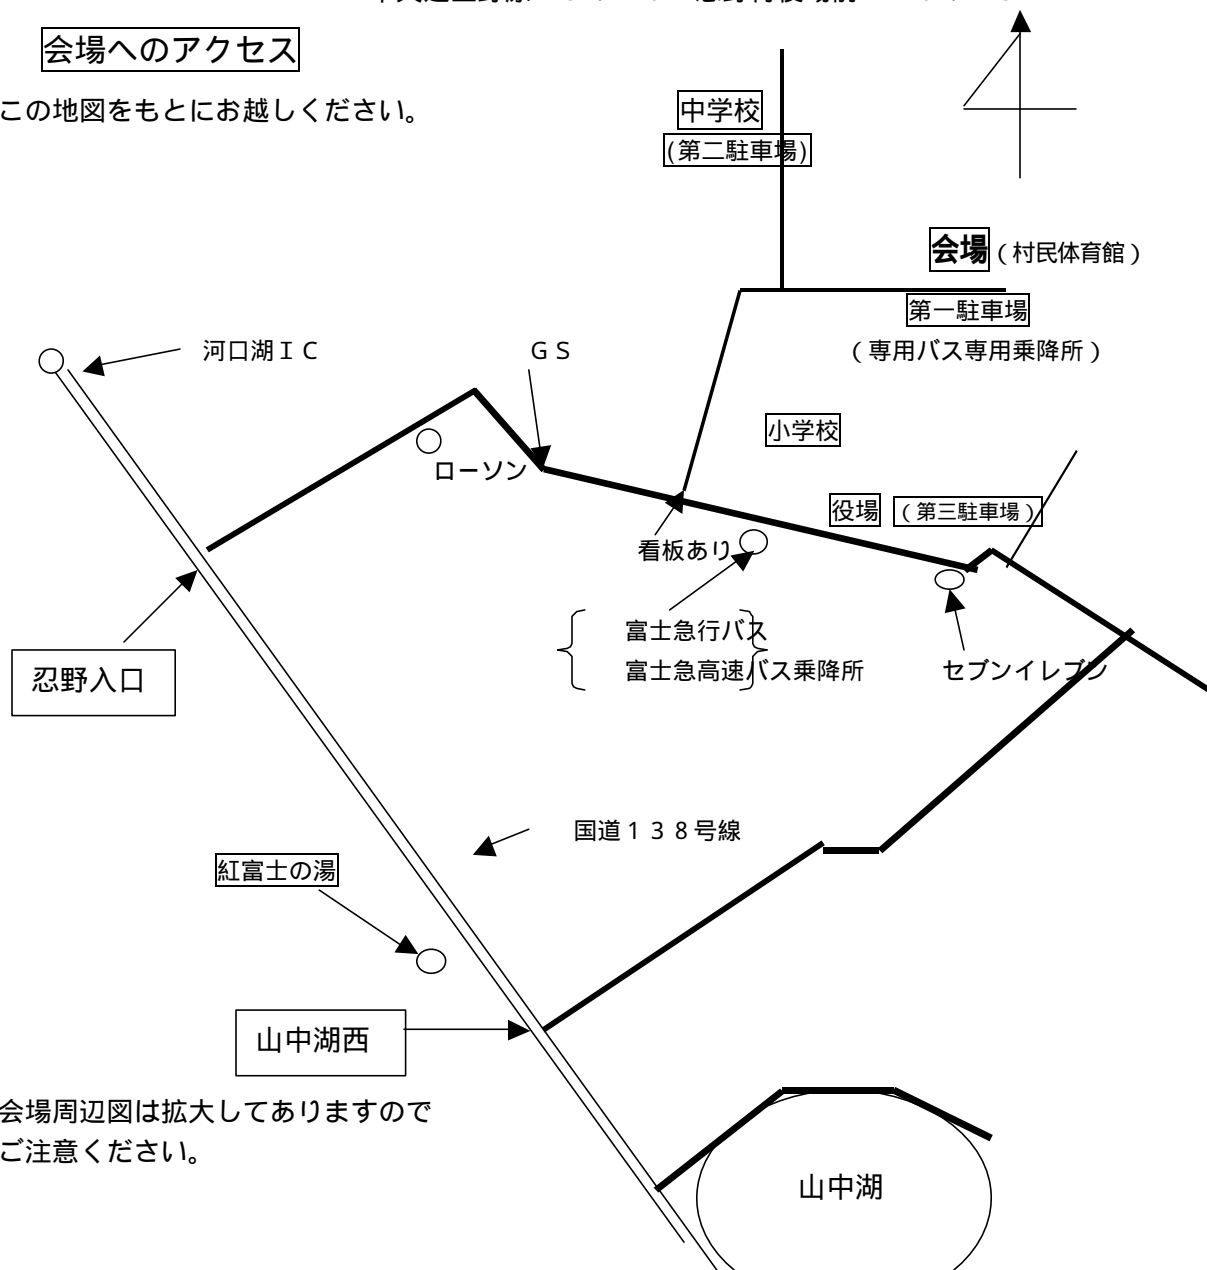 会場へのアクセス
この地図をもとにお越しください。
中学校
(第二駐車場)
会場（村民体育館）
第一駐車場
（専用バス専用乗降所）
河口湖ＩＣ
ＧＳ
小学校
ローソン
役場
（第三駐車場）
看板あり
富士急行バス
富士急高速バス乗降所
セブンイレブン
忍野入口
国道１３８号線
紅富士の湯
山中湖西
会場周辺図は拡大してありますので
ご注意ください。
山中湖